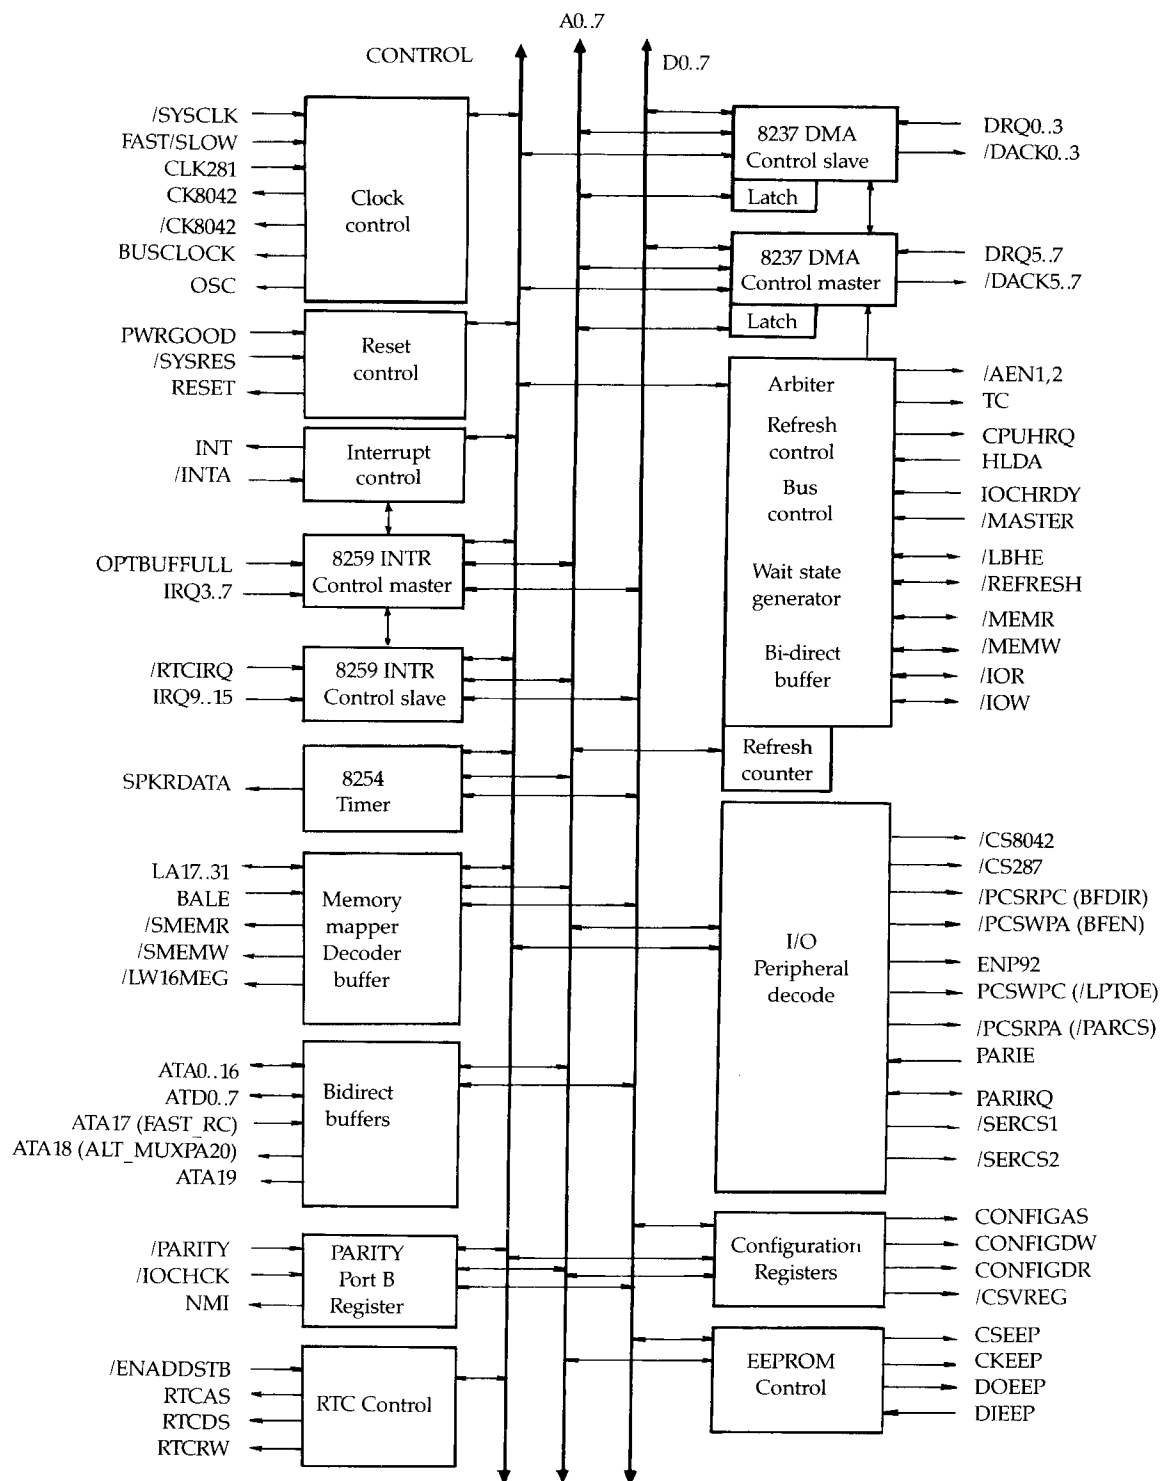 A0..7
CONTROL
D0..7
/SYSCLK
FAST/SLOW
CLK281
CK8042
/CK8042
BUSCLOCK
OSC
Clock
control
PWRGOOD
/SYSRES
RESET
Reset
control
INT
/INTA
Interrupt
control
OPTBUFFULL
IRQ3..7
8259 INTR
Control master
/RTCIRQ
IRQ9..15
8259 INTR
Control slave
SPKRDATA
8254
Timer
LA17..31
BALE
/SMEMR
/SMEMW
/LW16MEG
Memory
mapper
Decoder
buffer
ATA0..16
ATD0..7
ATA17 (FAST_RC)
ATA18 (ALT_MUXPA20)
ATA19
Bidirect
buffers
/PARITY
/IOCHCK
NMI
PARITY
Port B
Register
/ENADDSTB
RTCAS
RTCDS
RTCRW
RTC Control
8237 DMA
Control slave
Latch
DRQ0..3
/DACK0..3
8237 DMA
Control master
Latch
DRQ5..7
/DACK5..7
Arbiter
Refresh
control
Bus
control
Wait state
generator
Bi-direct
buffer
Refresh
counter
/AEN1,2
TC
CPUHRQ
HLDA
IOCHRDY
/MASTER
/LBHE
/REFRESH
/MEMR
/MEMW
/IOR
/IOW
I/O
Peripheral
decode
/CS8042
/CS287
/PCSRPC (BFDIR)
/PCSWPA (BFEN)
ENP92
PCSWPC (/LPTOE)
/PCSRPA (/PARCS)
PARIE
PARIRQ
/SERCS1
/SERCS2
Configuration
Registers
CONFIGAS
CONFIGDW
CONFIGDR
/CSVREG
EEPROM
Control
CSEEP
CKEEP
DOEEP
DIEEP